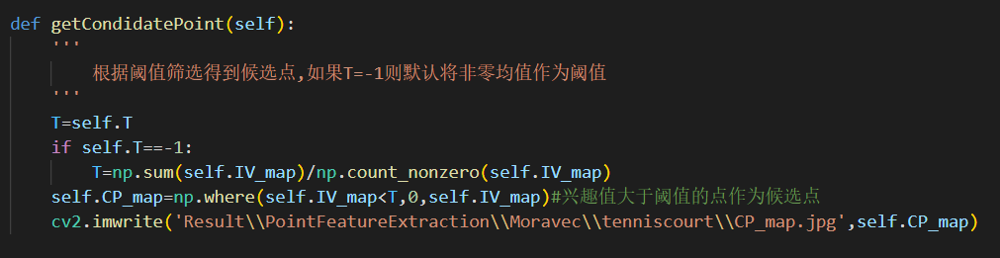 def getCondidatePoint(self):
'''
根据阈值筛选得到候选点,如果T=-1则默认将非零均值作为阈值
'''
T=self.T
if self.T==-1:
T=np.sum(self.IV_map)/np.count_nonzero(self.IV_map)
self.CP_map=np.where(self.IV_map<T,0,self.IV_map)#兴趣值大于阈值的点作为候选点
cv2.imwrite('Result\\PointFeatureExtraction\\Moravec\\tenniscourt\\CP_map.jpg',self.CP_map)